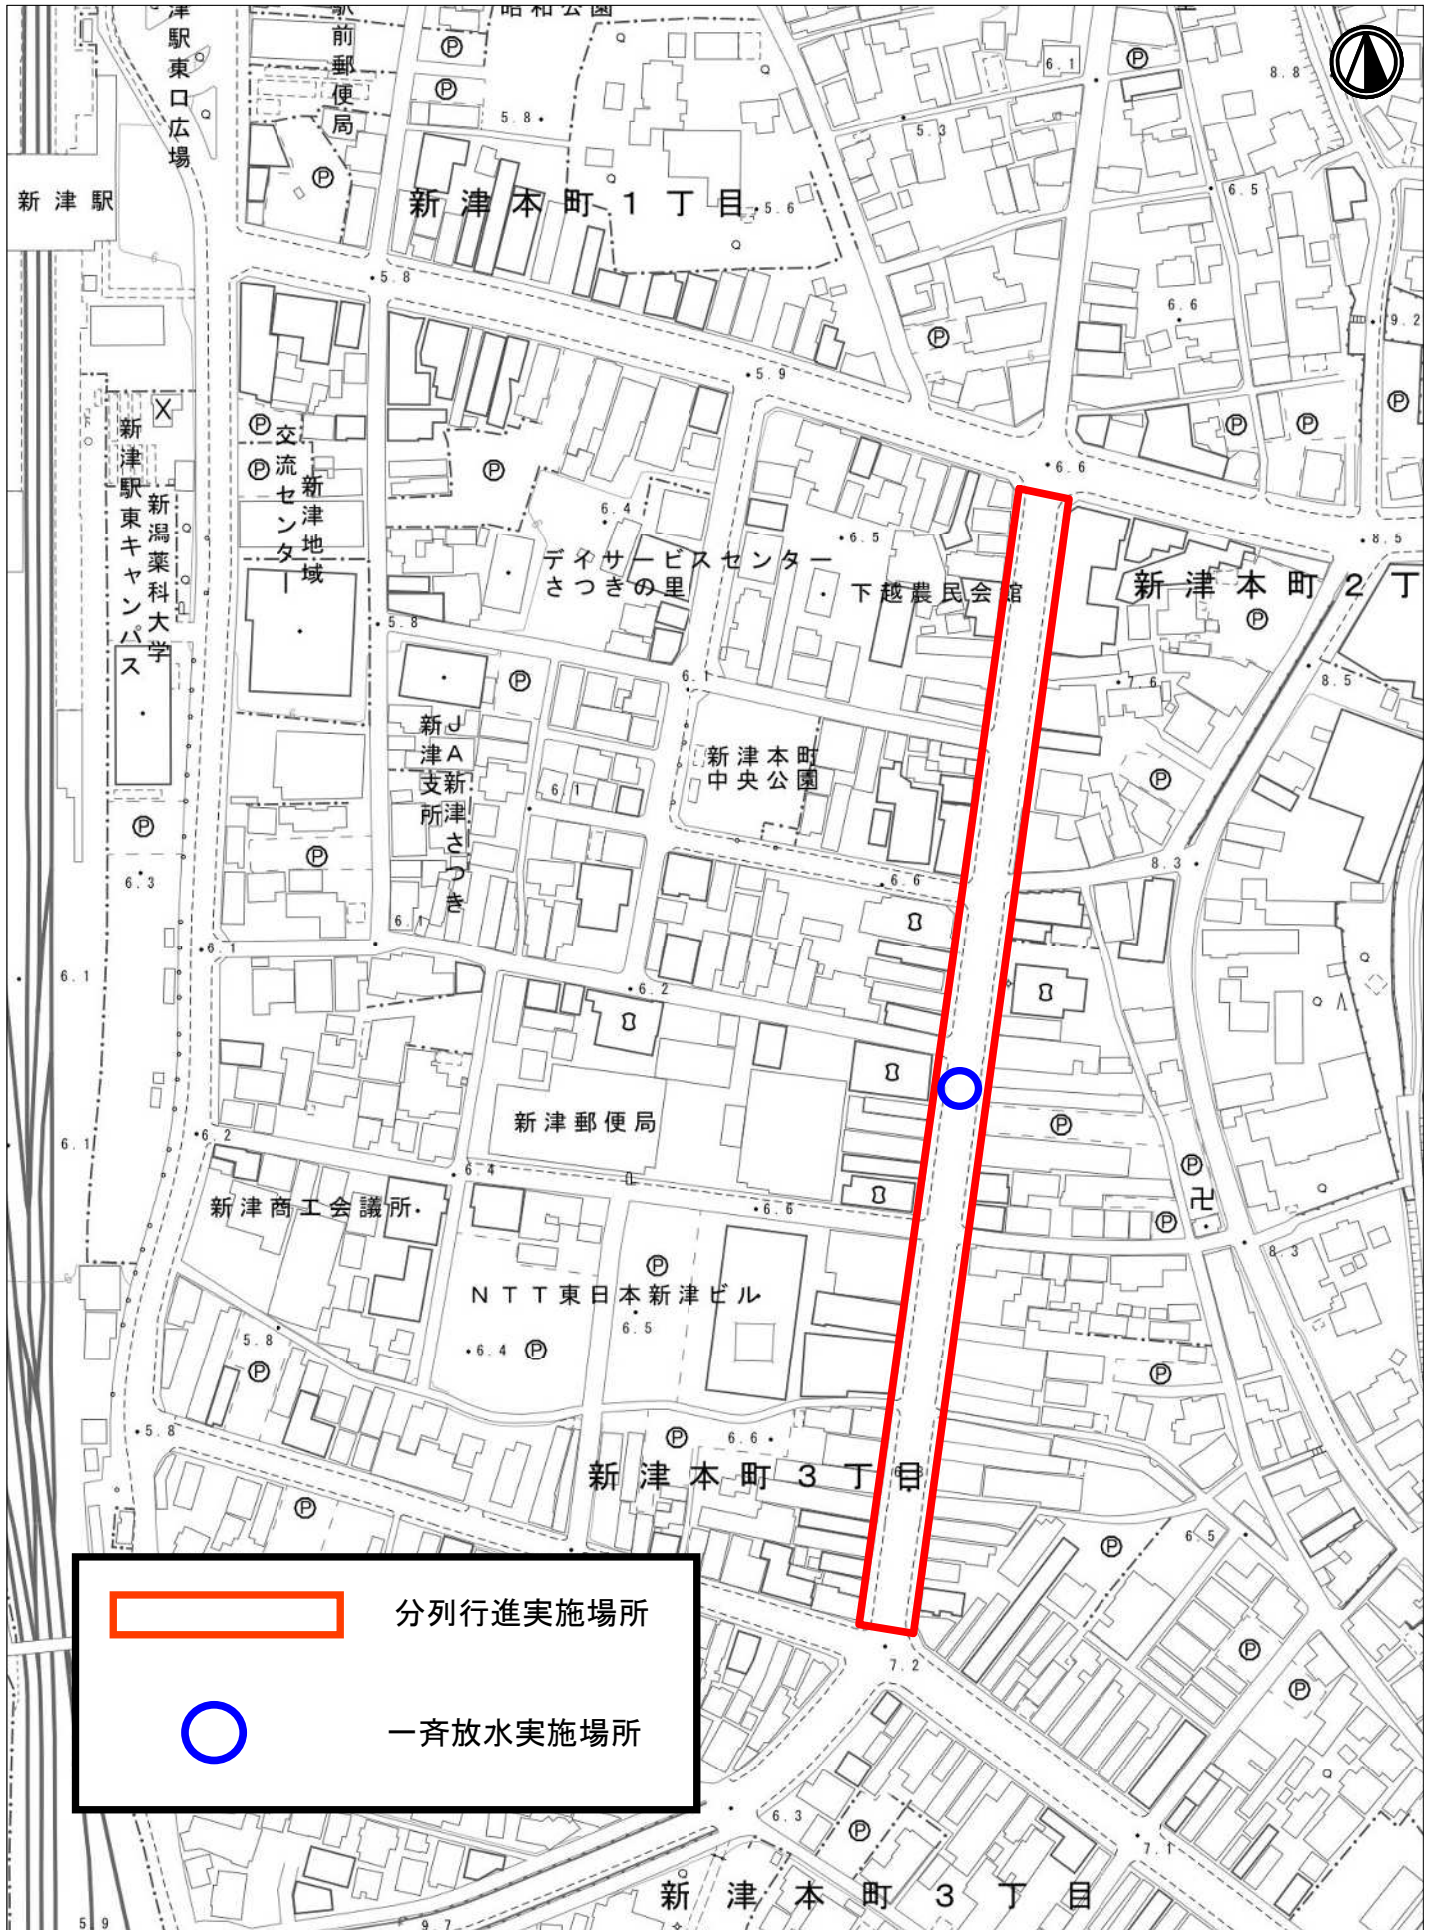 昭和公園
津駅東口広場
駅前郵便局
新津駅
新津本町1丁目
5.8
5.6
5.3
6.1
8.8
6.5
5.8
6.6
9.2
5.9
6.6
8.5
新津駅東キャンパス
新潟薬科大学
新津地域
交流センター
6.4
6.5
デイサービスセンター
さつきの里
下越農民会館
新津本町2丁
5.8
6.1
7.6
8.5
JA新津さつき
新津支所
新津本町
中央公園
6.1
6.3
6.6
8.3
6.1
6.1
6.1
6.2
新津郵便局
6.1
6.2
6.4
6.6
新津商工会議所
8.3
NTT東日本新津ビル
5.8
6.5
6.4
5.8
6.6
新津本町3丁目
6.5
分列行進実施場所
一斉放水実施場所
7.2
6.3
7.1
新津本町3丁目
5.9
9.7